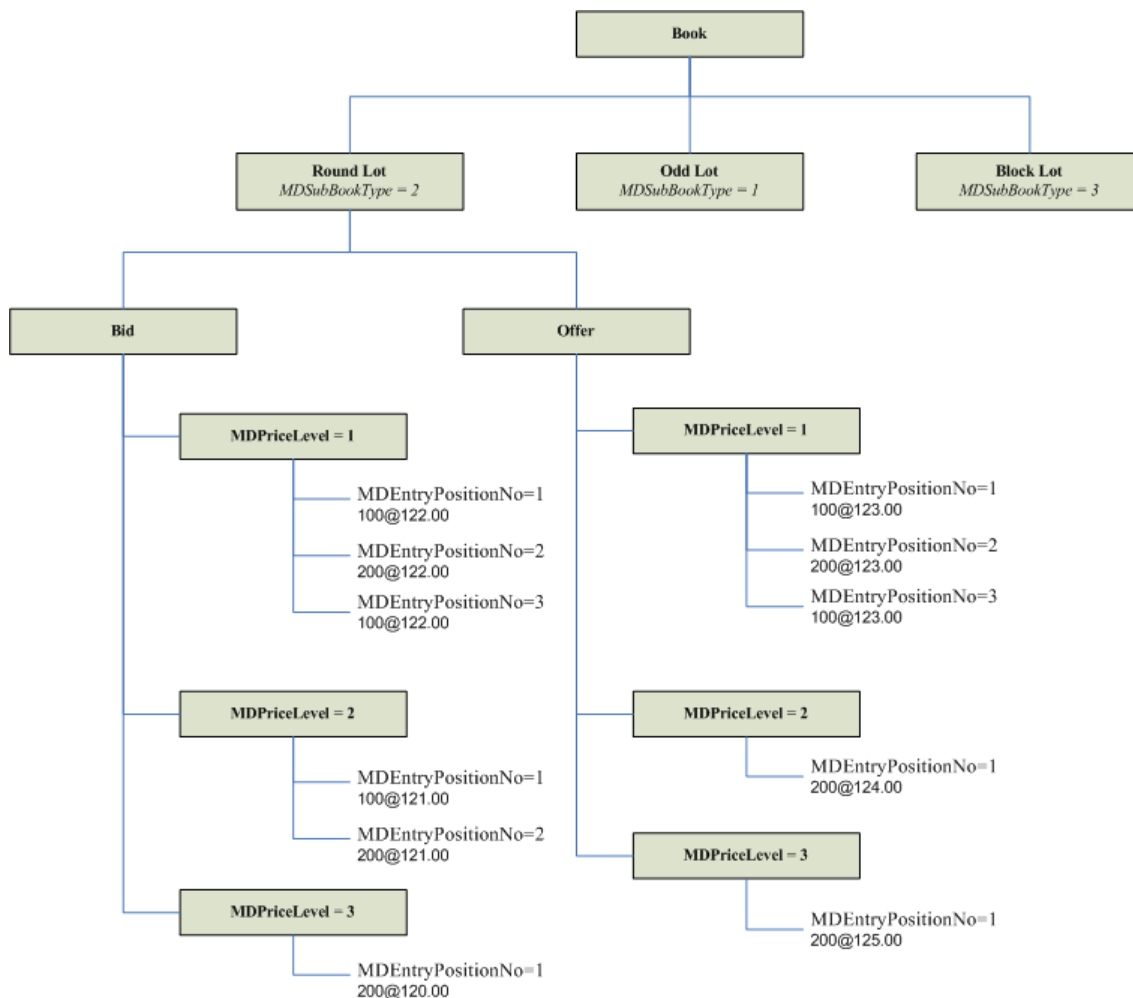 Book
Round Lot
MDSubBookType = 2
Odd Lot
MDSubBookType = 1
Block Lot
MDSubBookType = 3
Bid
Offer
MDPriceLevel = 1
MDEntryPositionNo=1
100@122.00
MDEntryPositionNo=2
200@122.00
MDEntryPositionNo=3
100@122.00
MDPriceLevel = 2
MDEntryPositionNo=1
100@121.00
MDEntryPositionNo=2
200@121.00
MDPriceLevel = 3
MDEntryPositionNo=1
200@120.00
MDPriceLevel = 1
MDEntryPositionNo=1
100@123.00
MDEntryPositionNo=2
200@123.00
MDEntryPositionNo=3
100@123.00
MDPriceLevel = 2
MDEntryPositionNo=1
200@124.00
MDPriceLevel = 3
MDEntryPositionNo=1
200@125.00